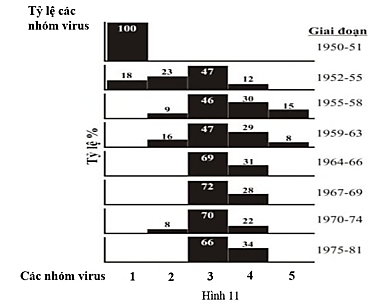 Tỷ lệ các
nhóm virus
Giai đoạn
100
1950-51
18 23 47 12
1952-55
9 46 30 15
1955-58
16 47 29 8
1959-63
69 31
1964-66
72 28
1967-69
8 70 22
1970-74
66 34
1975-81
Tỷ lệ %
Các nhóm virus 1 2 3 4 5
Hình 11